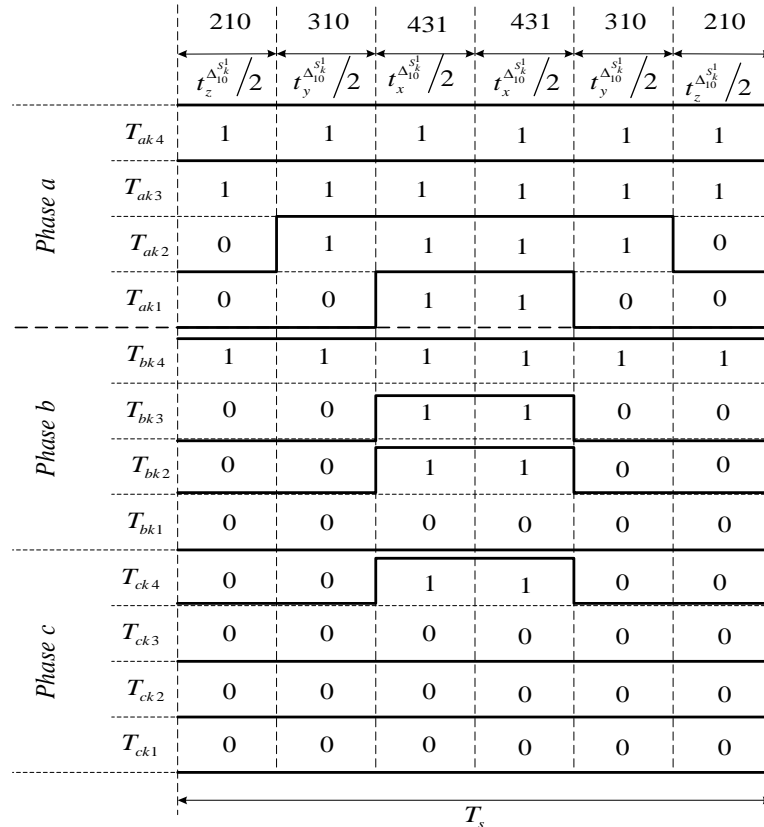 210 310 431 431 310 210
t_z^{Δ_{10}^{S_k^1}}/2 t_y^{Δ_{10}^{S_k^1}}/2 t_x^{Δ_{10}^{S_k^1}}/2 t_x^{Δ_{10}^{S_k^1}}/2 t_y^{Δ_{10}^{S_k^1}}/2 t_z^{Δ_{10}^{S_k^1}}/2
Phase a
T_{ak4} 1 1 1 1 1 1
T_{ak3} 1 1 1 1 1 1
T_{ak2} 0 1 1 1 1 0
T_{ak1} 0 0 1 1 0 0
Phase b
T_{bk4} 1 1 1 1 1 1
T_{bk3} 0 0 1 1 0 0
T_{bk2} 0 0 1 1 0 0
T_{bk1} 0 0 0 0 0 0
Phase c
T_{ck4} 0 0 1 1 0 0
T_{ck3} 0 0 0 0 0 0
T_{ck2} 0 0 0 0 0 0
T_{ck1} 0 0 0 0 0 0
T_s